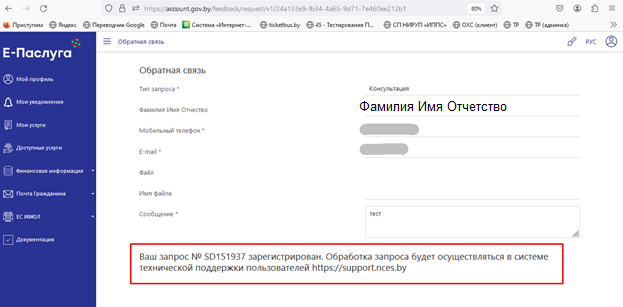 https://account.gov.by/feedback/request/v1/24a133e9-fb34-4a65-9d71-7e460ee212b1
80%
Приступим Яндекс Переводчик Google Почта Система «Интернет-... ticketbus.by 45 - Тестирование П... СП НИРУП «ИППС» ОХС (клиент) ТР ТР (админка)
Е-Паслуга
Обратная связь
РУС
Мой профиль
Мои уведомления
Мои услуги
Доступные услуги
Финансовая информация
Почта Гражданина
ЕС ИФЮЛ
Документация
Обратная связь
Тип запроса *
Консультация
Фамилия Имя Отчество
Фамилия Имя Отчетство
Мобильный телефон *
E-mail *
Файл
Имя файла
Сообщение *
тест
Ваш запрос № SD151937 зарегистрирован. Обработка запроса будет осуществляться в системе
технической поддержки пользователей https://support.nces.by